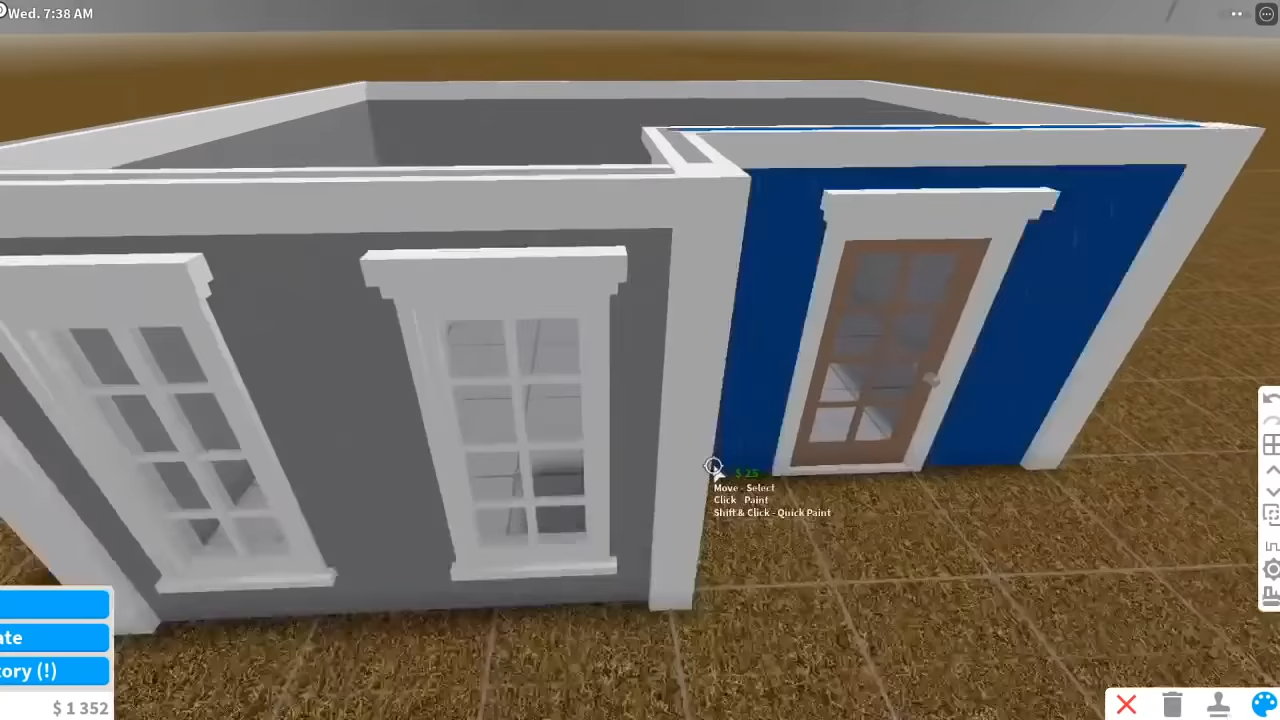 Wed. 7:38 AM
$ 25
Move - Select
Click Paint
Shift & Click - Quick Paint
ate
tory (!)
$ 1 352